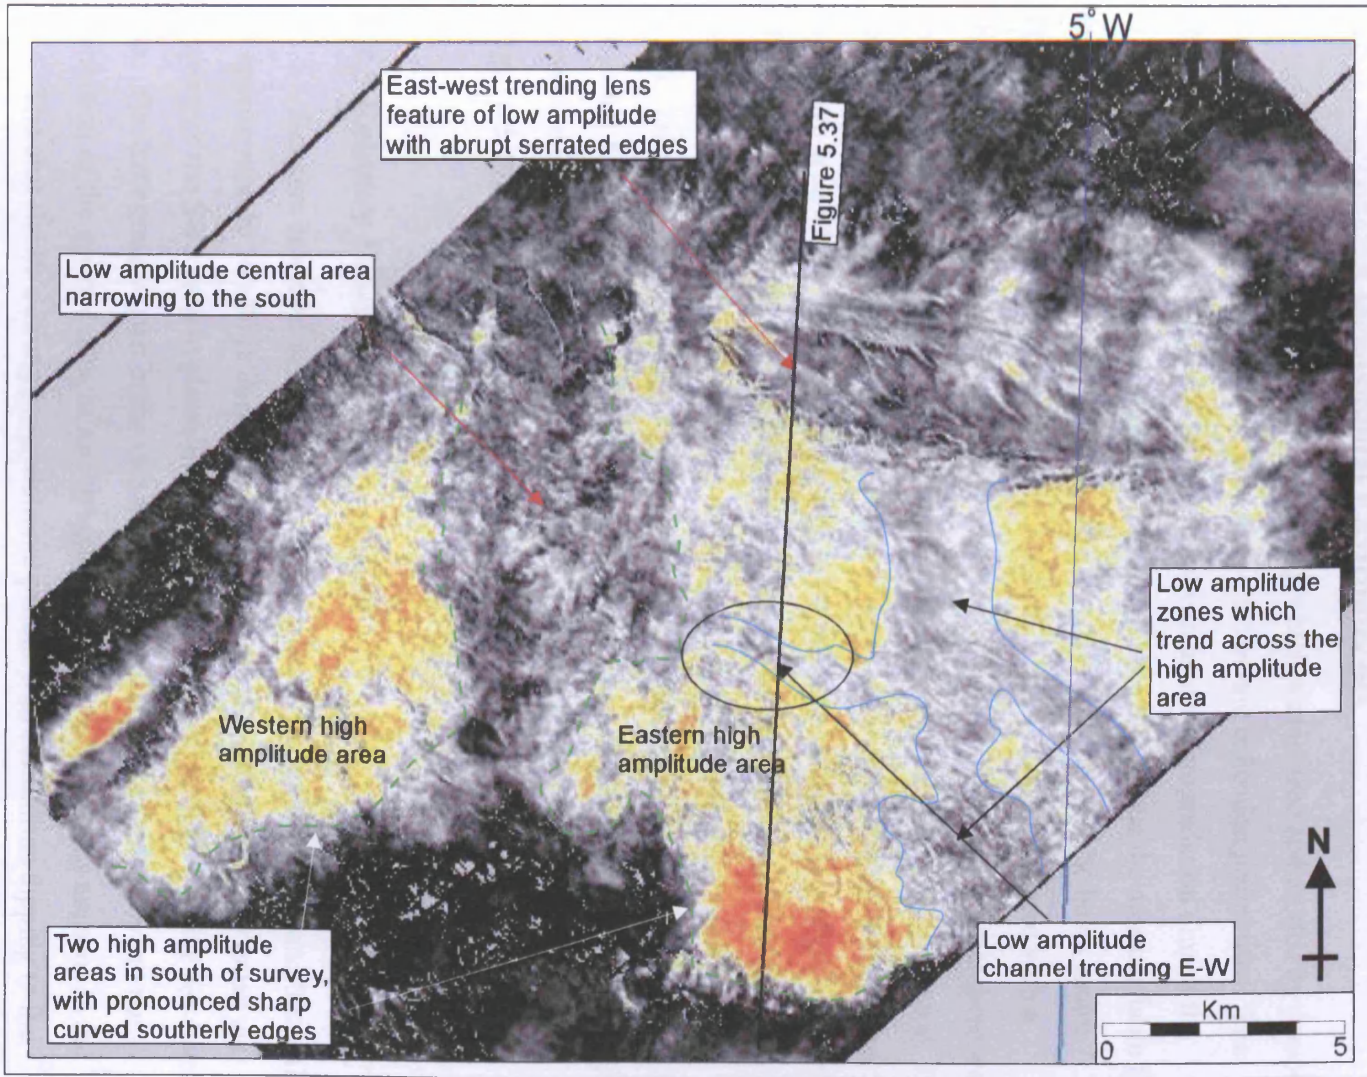 5° W
East-west trending lens
feature of low amplitude
with abrupt serrated edges
Figure 5.37
Low amplitude central area
narrowing to the south
Low amplitude
zones which
trend across the
high amplitude
area
Western high
amplitude area
Eastern high
amplitude area
N
Two high amplitude
areas in south of survey,
with pronounced sharp
curved southerly edges
Low amplitude
channel trending E-W
Km
0 5